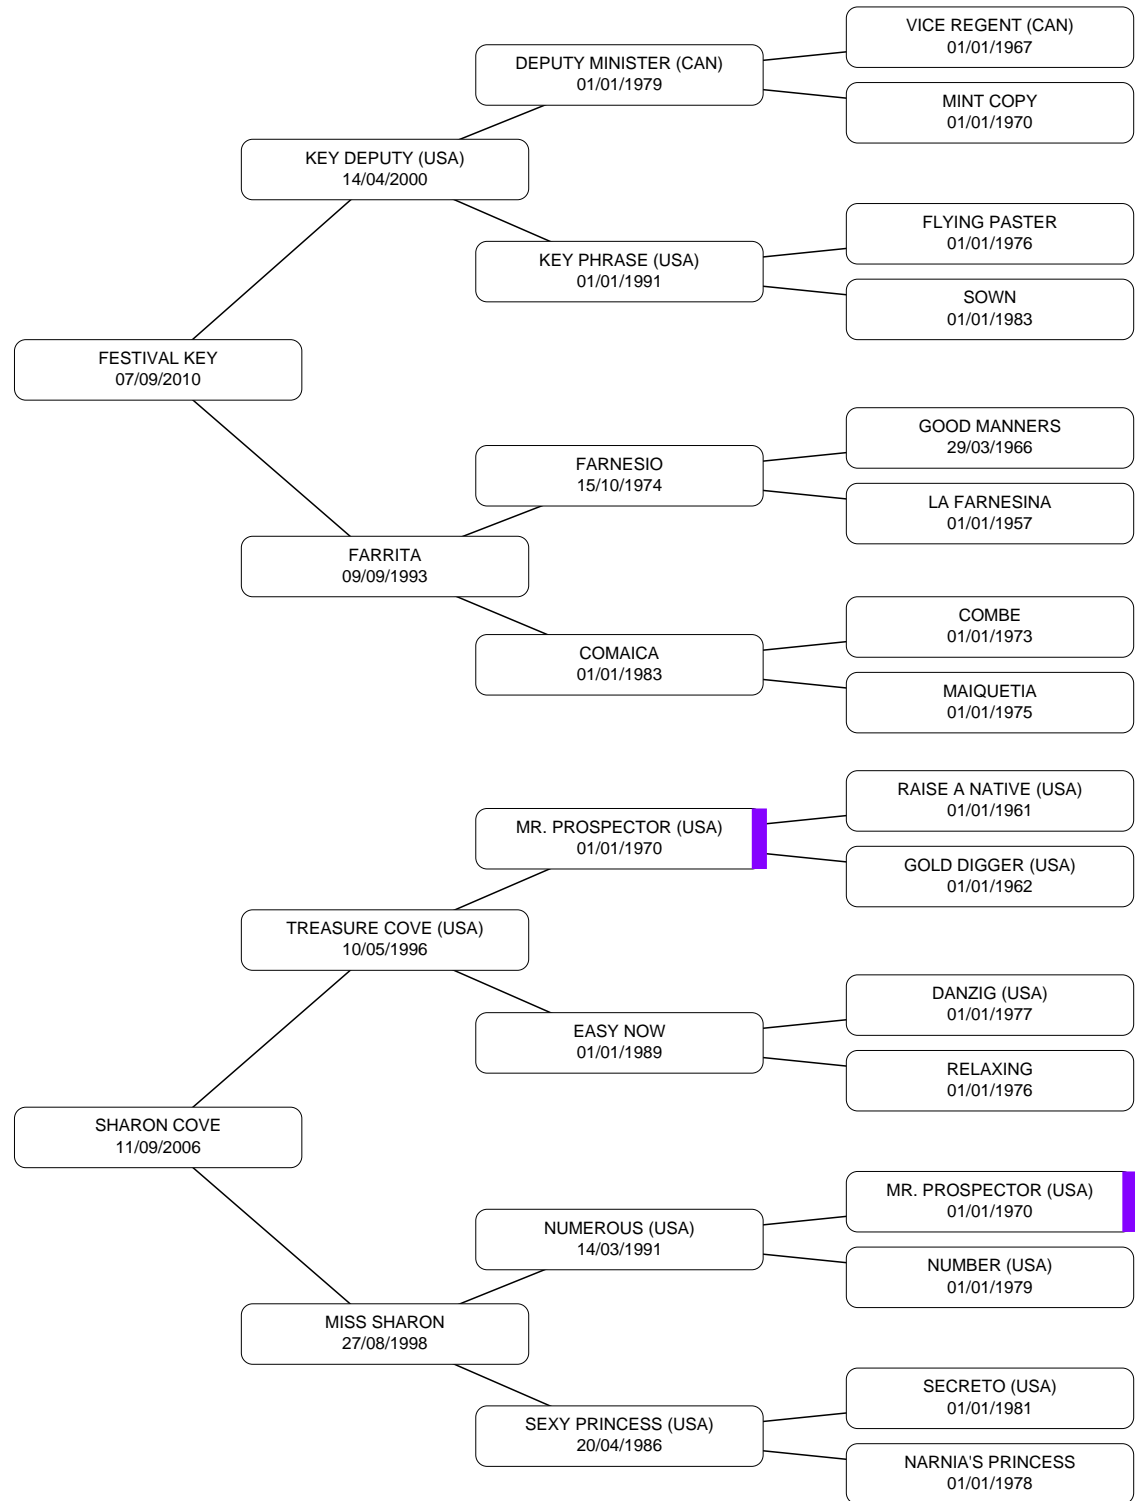 VICE REGENT (CAN)
01/01/1967
DEPUTY MINISTER (CAN)
01/01/1979
MINT COPY
01/01/1970
KEY DEPUTY (USA)
14/04/2000
FLYING PASTER
01/01/1976
KEY PHRASE (USA)
01/01/1991
SOWN
01/01/1983
FESTIVAL KEY
07/09/2010
GOOD MANNERS
29/03/1966
FARNESIO
15/10/1974
LA FARNESINA
01/01/1957
FARRITA
09/09/1993
COMBE
01/01/1973
COMAICA
01/01/1983
MAIQUETIA
01/01/1975
RAISE A NATIVE (USA)
01/01/1961
MR. PROSPECTOR (USA)
01/01/1970
GOLD DIGGER (USA)
01/01/1962
TREASURE COVE (USA)
10/05/1996
DANZIG (USA)
01/01/1977
EASY NOW
01/01/1989
RELAXING
01/01/1976
SHARON COVE
11/09/2006
MR. PROSPECTOR (USA)
01/01/1970
NUMEROUS (USA)
14/03/1991
NUMBER (USA)
01/01/1979
MISS SHARON
27/08/1998
SECRETO (USA)
01/01/1981
SEXY PRINCESS (USA)
20/04/1986
NARNIA'S PRINCESS
01/01/1978